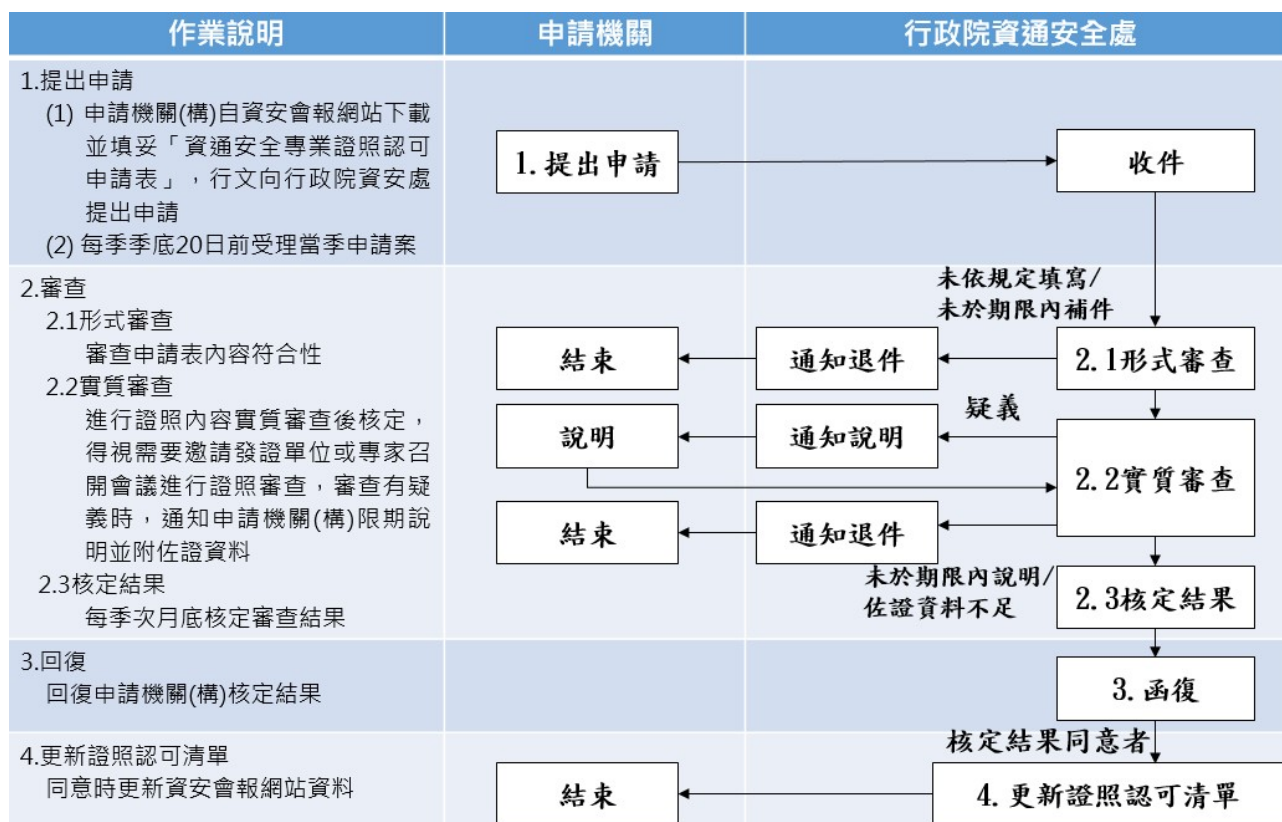 作業說明
申請機關
行政院資通安全處
1.提出申請
(1) 申請機關(構)自資安會報網站下載
並填妥「資通安全專業證照認可
申請表」，行文向行政院資安處
提出申請
(2) 每季季底20日前受理當季申請案
1.提出申請
收件
2.審查
2.1形式審查
審查申請表內容符合性
2.2實質審查
進行證照內容實質審查後核定，
得視需要邀請發證單位或專家召
開會議進行證照審查，審查有疑
義時，通知申請機關(構)限期說
明並附佐證資料
2.3核定結果
每季次月底核定審查結果
未依規定填寫/
未於期限內補件
結束
通知退件
2.1形式審查
疑義
說明
通知說明
2.2實質審查
結束
通知退件
未於期限內說明/
佐證資料不足
2.3核定結果
3.回復
回復申請機關(構)核定結果
3.函復
4.更新證照認可清單
同意時更新資安會報網站資料
核定結果同意者
結束
4.更新證照認可清單